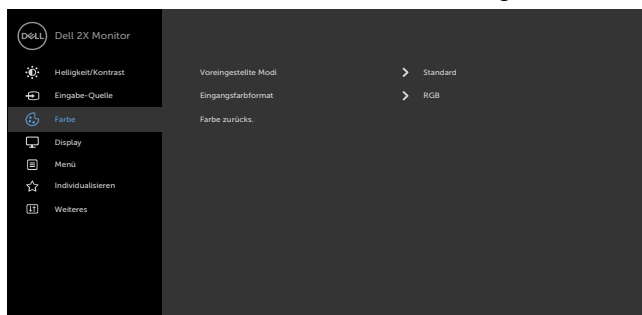 DELL Dell 2X Monitor
Helligkeit/Kontrast Voreingestellte Modi Standard
Eingabe-Quelle Eingangsfarbformat RGB
Farbe Farbe zurücks.
Display
Menü
Individualisieren
Weiteres